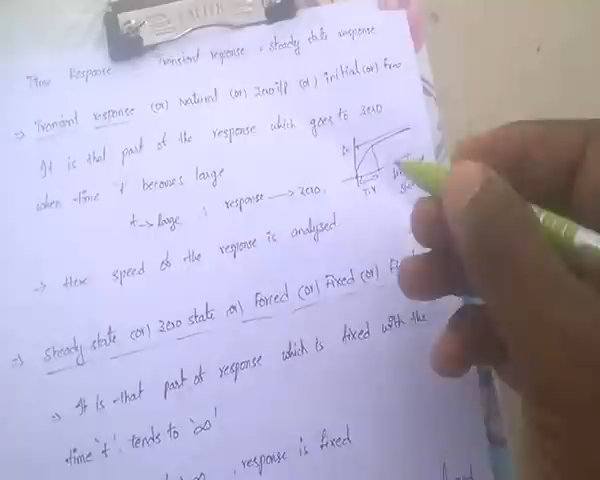 Time Response Transient response, steady state response
=> Transient response (or) Natural (or) Zero i/p (or) initial (or) Free
It is that part of the response which goes to zero
when time 't' becomes large
t → large , response → zero.
T.R
→ Here speed of the response is analysed.
=> Steady state (or) Zero state (or) Forced (or) Fixed (or)
→ It is that part of response which is fixed with the
time 't' tends to '∞'
, response is fixed